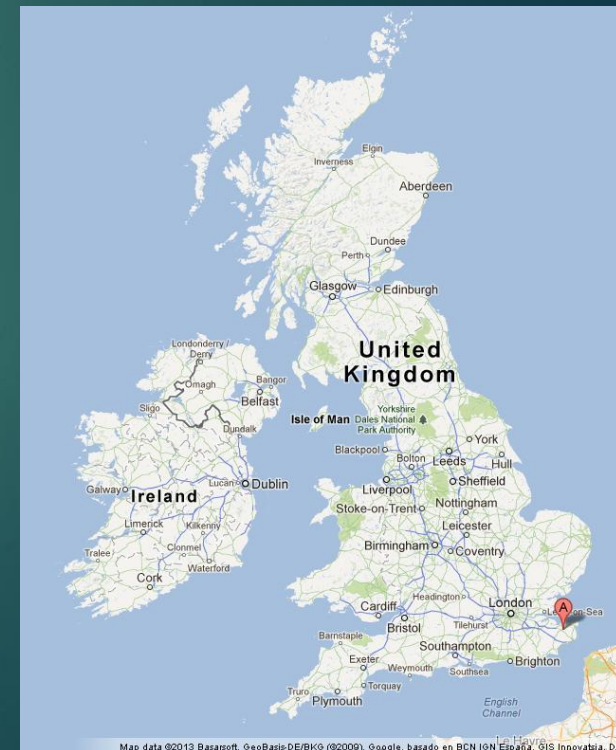 Elgin
Inverness
Aberdeen
Dundee
Perth
Glasgow
Edinburgh
United
Kingdom
Londonderry /
Derry
Omagh
Bangor
Belfast
Sligo
Isle of Man
Yorkshire
Dales National
Park Authority
Dundalk
York
Blackpool
Bolton
Leeds
Hull
Galway
Ireland
Lucan
Dublin
Liverpool
Sheffield
Stoke-on-Trent
Nottingham
Limerick
Kilkenny
Leicester
Tralee
Clonmel
Waterford
Birmingham
Coventry
Cork
Headington
London
A
on-Sea
Cardiff
Bristol
Tilehurst
Barnstaple
Southampton
Exeter
Weymouth
Southsea
Brighton
Truro
Torquay
Plymouth
English
Channel
Le Havre
Map data ©2013 Basarsoft, GeoBasis-DE/BKG (©2009), Google, basado en BCN IGN España, GIS Innovatsia